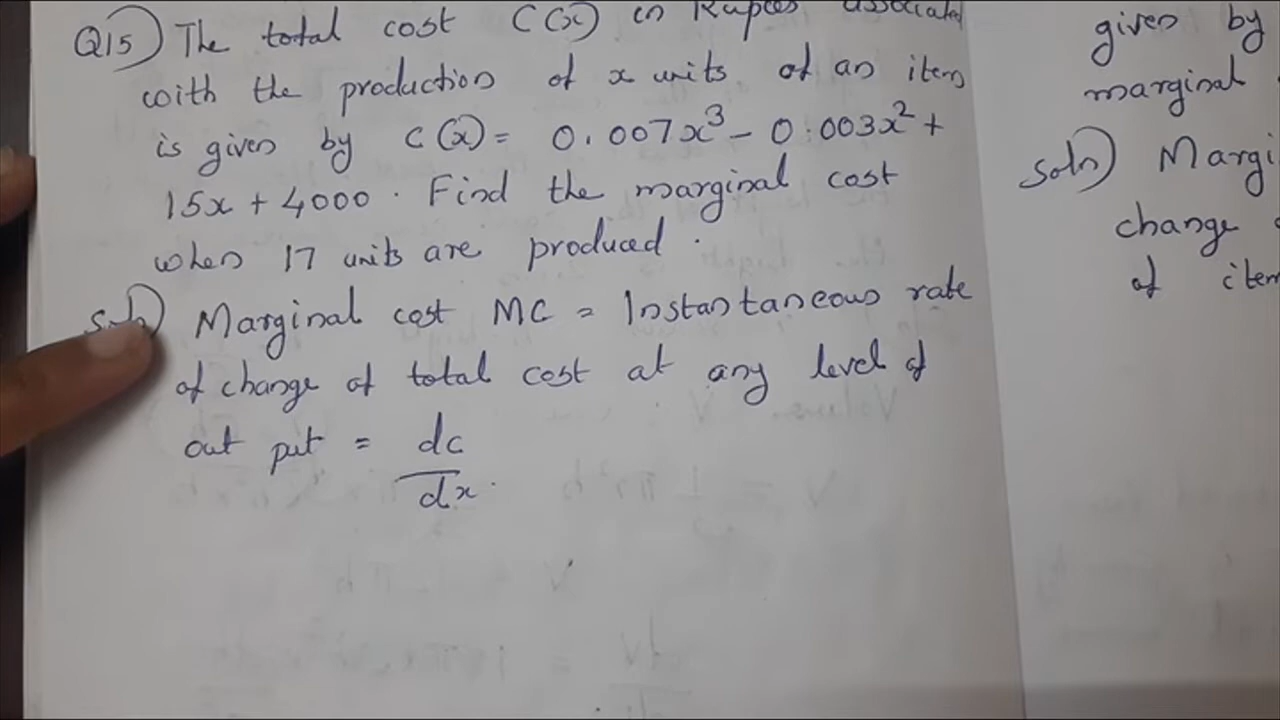 Q15) The total cost C(x) in Rupees associated
with the production of x units of an item
is given by C(x) = 0.007x³ - 0.003x² +
15x + 4000. Find the marginal cost
when 17 units are produced.
Soln) Marginal cost MC = Instantaneous rate
of change of total cost at any level of
out put = dc
dx.
given by
marginal
Soln) Margi
change
of item